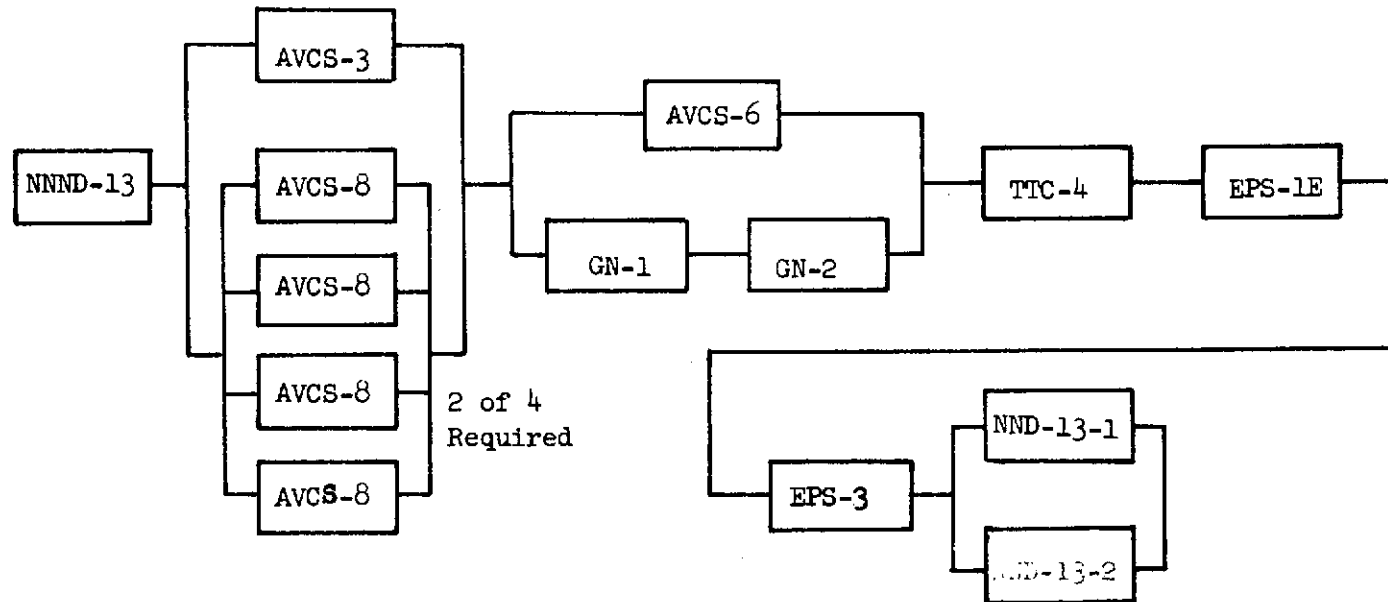 NNND-13
AVCS-3
AVCS-8
AVCS-8
AVCS-8
AVCS-8
2 of 4
Required
AVCS-6
GN-1
GN-2
TTC-4
EPS-1E
EPS-3
NND-13-1